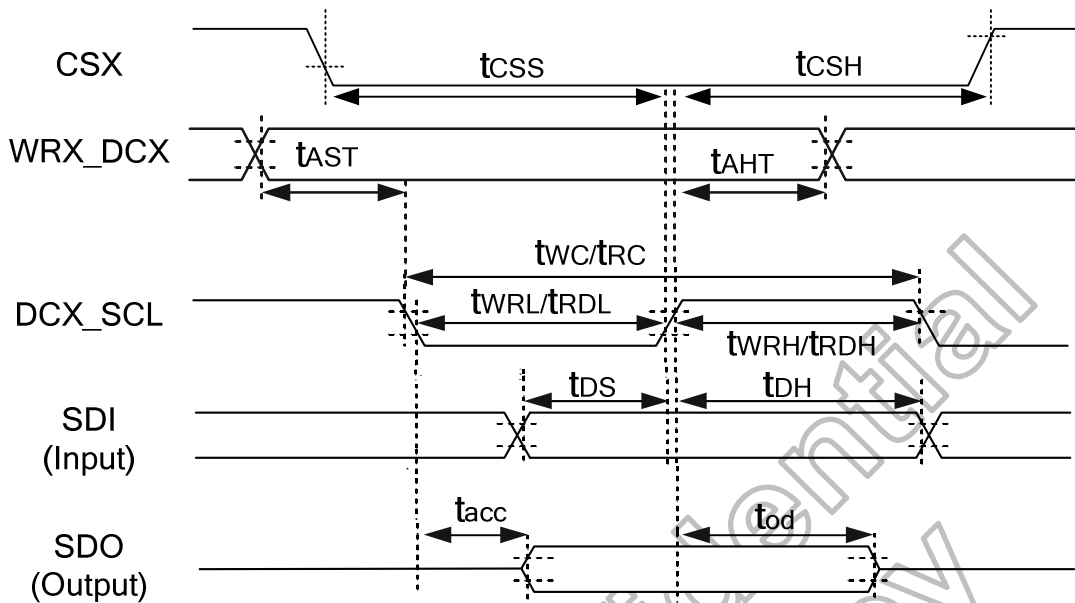 CSX
tCSS
tCSH
WRX_DCX
tAST
tAHT
tWC/tRC
DCX_SCL
tWRL/tRDL
tWRH/tRDH
SDI
(Input)
tDS
tDH
SDO
(Output)
tacc
tod